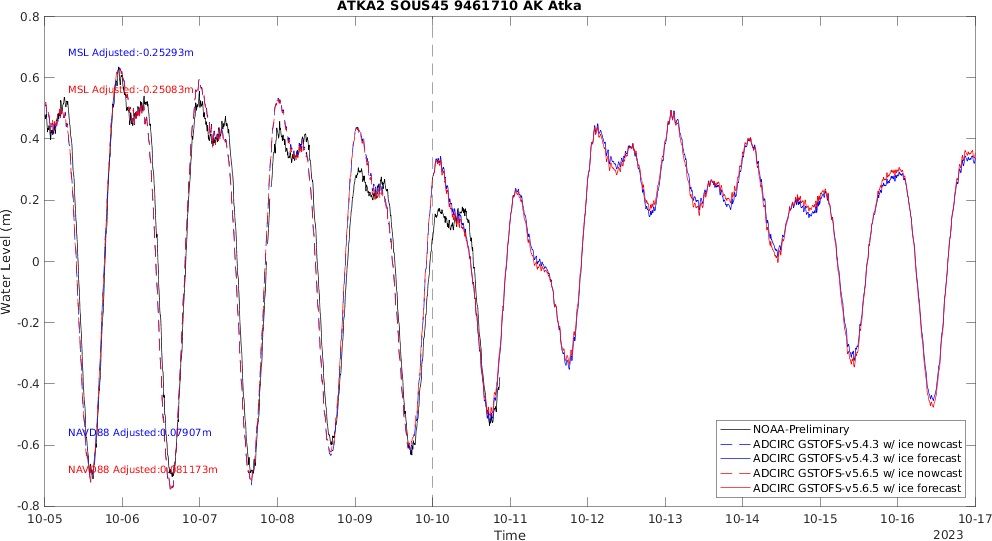 ATKA2 SOUS45 9461710 AK Atka
0.8
0.6
0.4
0.2
0
-0.2
-0.4
-0.6
-0.8
Water Level (m)
MSL Adjusted:-0.25293m
MSL Adjusted:-0.25083m
NAVD88 Adjusted:0.07907m
NAVD88 Adjusted:0.081173m
NOAA-Preliminary
ADCIRC GSTOFS-v5.4.3 w/ ice nowcast
ADCIRC GSTOFS-v5.4.3 w/ ice forecast
ADCIRC GSTOFS-v5.6.5 w/ ice nowcast
ADCIRC GSTOFS-v5.6.5 w/ ice forecast
10-05 10-06 10-07 10-08 10-09 10-10 10-11 10-12 10-13 10-14 10-15 10-16 10-17
Time
2023